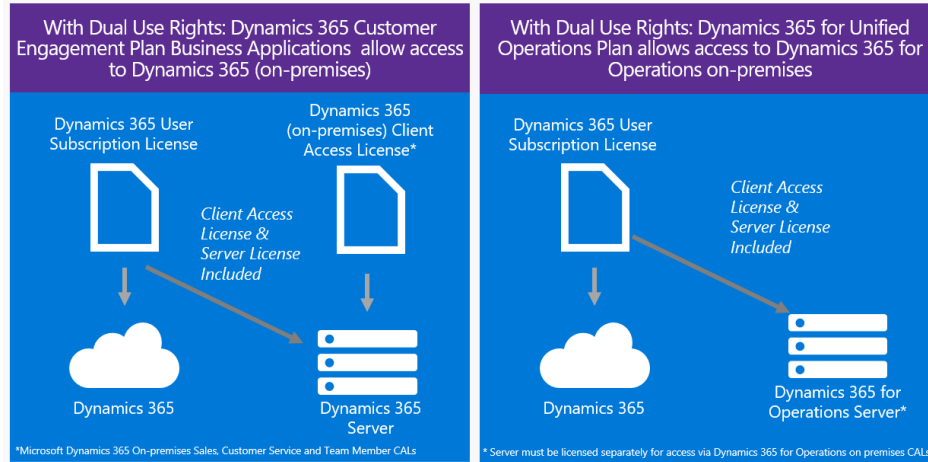 With Dual Use Rights: Dynamics 365 Customer
Engagement Plan Business Applications allow access
to Dynamics 365 (on-premises)
Dynamics 365 User
Subscription License
Dynamics 365
(on-premises) Client
Access License*
Client Access
License &
Server License
Included
Dynamics 365
Dynamics 365
Server
*Microsoft Dynamics 365 On-premises Sales, Customer Service and Team Member CALs
With Dual Use Rights: Dynamics 365 for Unified
Operations Plan allows access to Dynamics 365 for
Operations on-premises
Dynamics 365 User
Subscription License
Client Access
License &
Server License
Included
Dynamics 365
Dynamics 365 for
Operations Server*
* Server must be licensed separately for access via Dynamics 365 for Operations on premises CALs